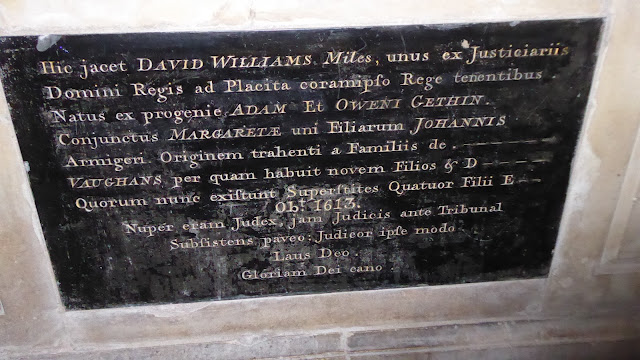 Hic jacet DAVID WILLIAMS Miles, unus ex Justiciariis
Domini Regis ad Placita coramipſo Rege tenentibus
Natus ex progenie, ADAM Et OWENI GETHIN.
Conjunctus MARGARETÆ uni Filiarum JOHANNIS
Armigeri Originem trahenti a Familiis de . ———
VAUGHANS per quam habuit novem Filios & D ———
Quorum nunc exiſtunt Superſtites Quatuor Filii E ——
Ob.t 1613.
Nuper eram Judex, jam Judicis ante Tribunal
Subſiſtens paveo; Judicor ipſe modo
Laus Deo .
Gloriam Dei cano .